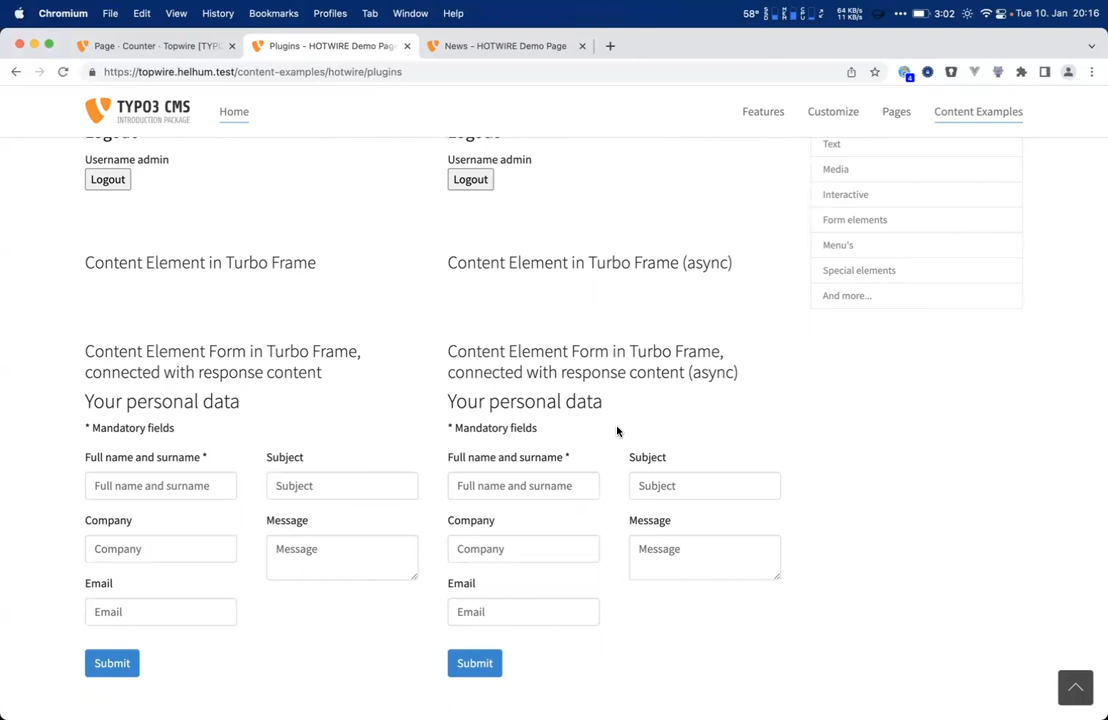 Chromium File Edit View History Bookmarks Profiles Tab Window Help 58° 64 KB/s 11 KB/s 3:02 Tue 10. Jan 20:16
Page · Counter · Topwire [TYP Plugins - HOTWIRE Demo Page News - HOTWIRE Demo Page
https://topwire.helhum.test/content-examples/hotwire/plugins
4
TYPO3 CMS
INTRODUCTION PACKAGE
Home Features Customize Pages Content Examples
Logout Logout
Username admin Username admin
Logout Logout
Text
Media
Interactive
Form elements
Menu's
Special elements
And more...
Content Element in Turbo Frame Content Element in Turbo Frame (async)
Content Element Form in Turbo Frame, Content Element Form in Turbo Frame,
connected with response content connected with response content (async)
Your personal data Your personal data
* Mandatory fields * Mandatory fields
Full name and surname * Subject Full name and surname * Subject
Full name and surname Subject Full name and surname Subject
Company Message Company Message
Company Message Company Message
Email Email
Email Email
Submit Submit